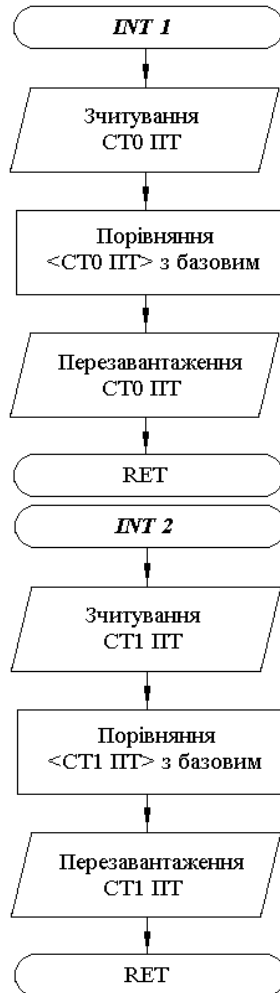 INT 1
Зчитування
СТ0 ПТ
Порівняння
<СТ0 ПТ> з базовим
Перезавантаження
СТ0 ПТ
RET
INT 2
Зчитування
СТ1 ПТ
Порівняння
<СТ1 ПТ> з базовим
Перезавантаження
СТ1 ПТ
RET